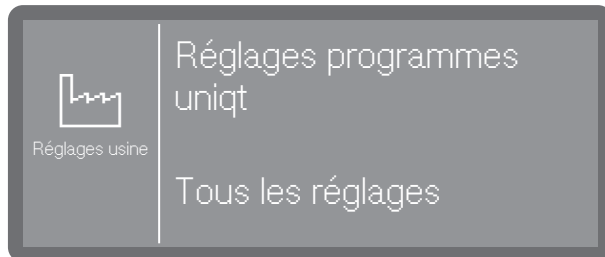 Réglages usine
Réglages programmes
uniqt
Tous les réglages